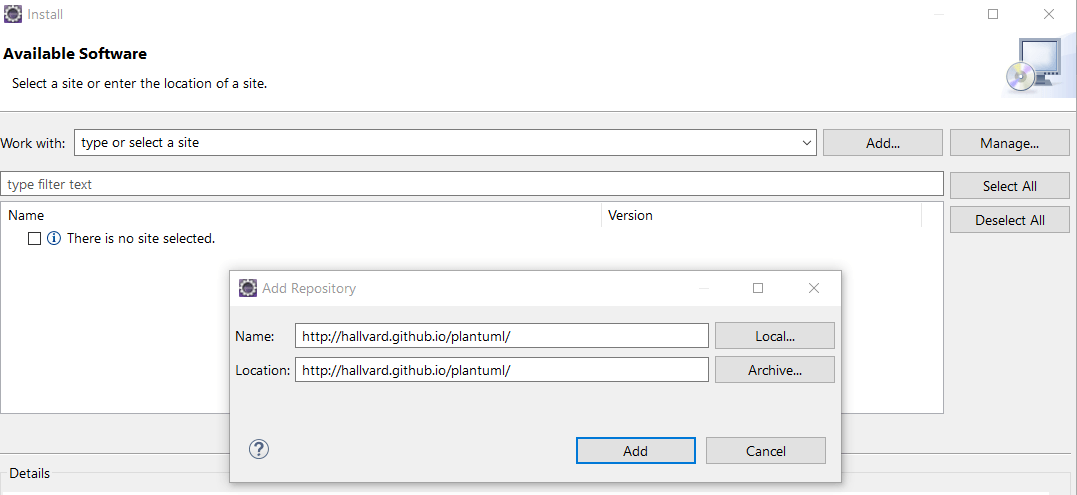 Install
Available Software
Select a site or enter the location of a site.
Work with: type or select a site Add... Manage...
type filter text Select All
Name Version Deselect All
There is no site selected.
Add Repository
Name: http://hallvard.github.io/plantuml/ Local...
Location: http://hallvard.github.io/plantuml/ Archive...
? Add Cancel
Details